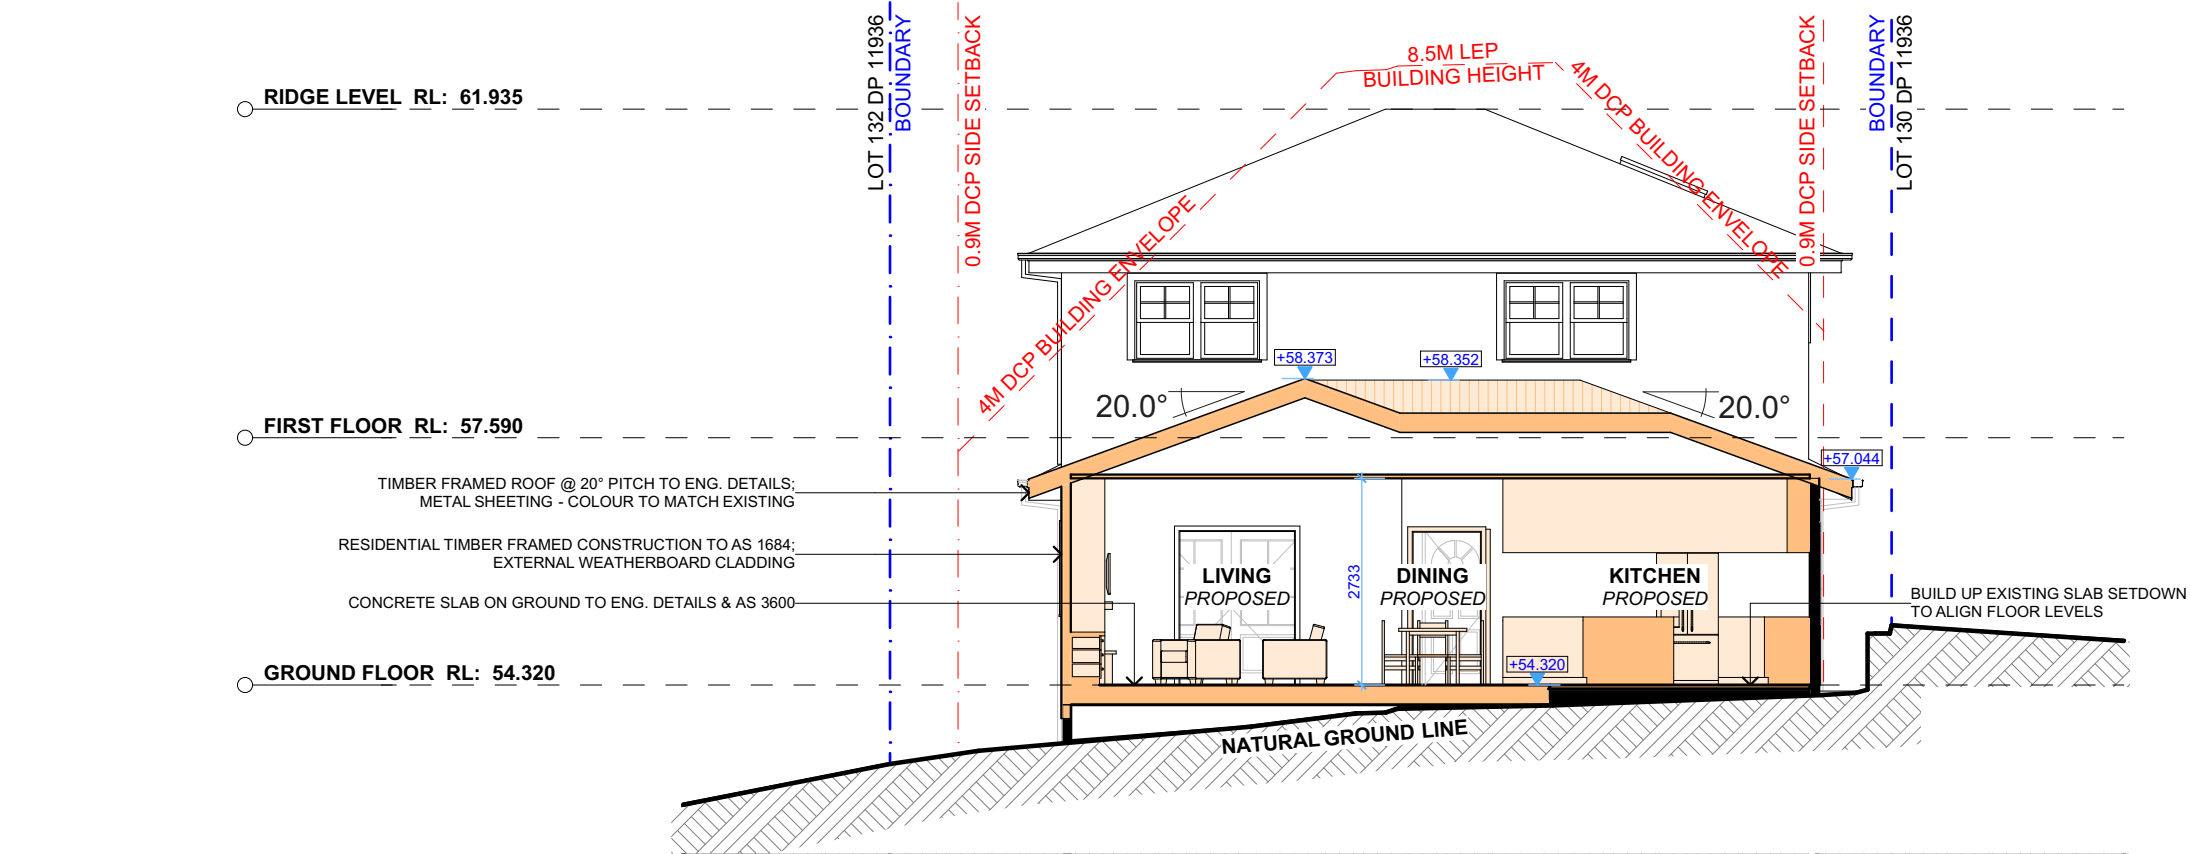 LOT 132 DP 11936
BOUNDARY
0.9M DCP SIDE SETBACK
8.5M LEP
BUILDING HEIGHT
4M DCP BUILDING ENVELOPE
0.9M DCP SIDE SETBACK
BOUNDARY
LOT 130 DP 11936
RIDGE LEVEL RL: 61.935
4M DCP BUILDING ENVELOPE
+58.373
+58.352
20.0°
20.0°
FIRST FLOOR RL: 57.590
+57.044
TIMBER FRAMED ROOF @ 20° PITCH TO ENG. DETAILS;
METAL SHEETING - COLOUR TO MATCH EXISTING
RESIDENTIAL TIMBER FRAMED CONSTRUCTION TO AS 1684;
EXTERNAL WEATHERBOARD CLADDING
CONCRETE SLAB ON GROUND TO ENG. DETAILS & AS 3600
LIVING
PROPOSED
2733
DINING
PROPOSED
KITCHEN
PROPOSED
BUILD UP EXISTING SLAB SETDOWN
TO ALIGN FLOOR LEVELS
GROUND FLOOR RL: 54.320
+54.320
NATURAL GROUND LINE